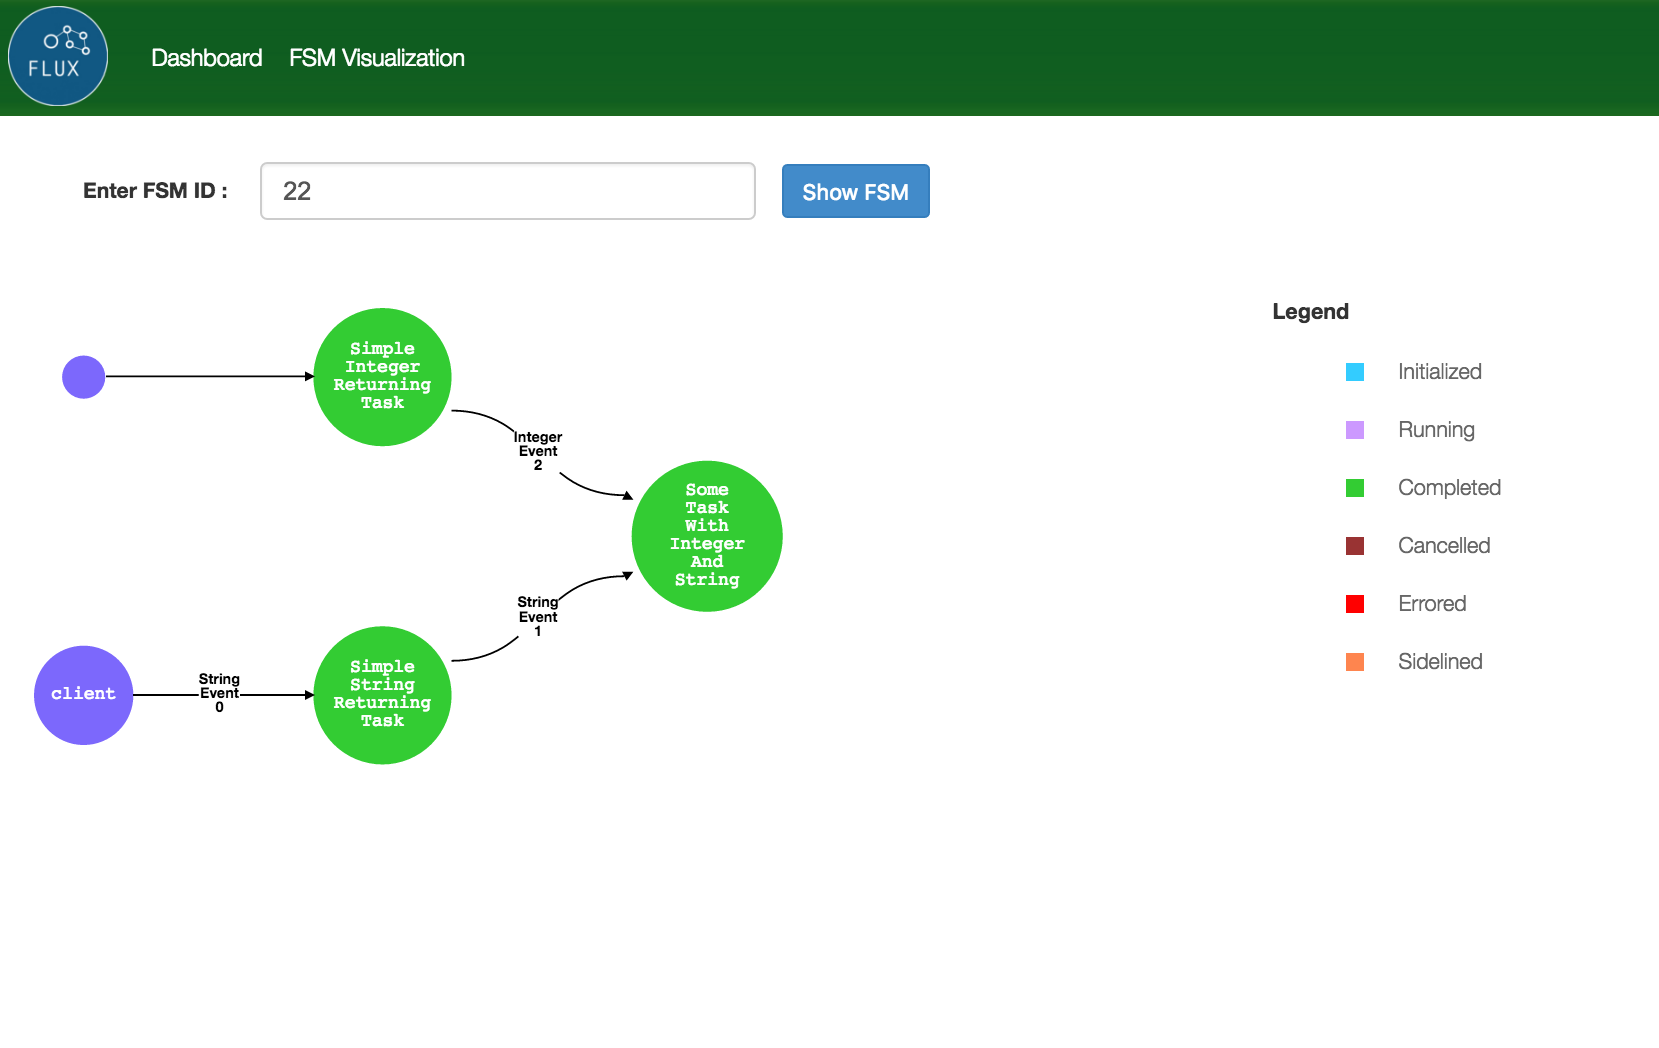 FLUX
Dashboard
FSM Visualization
Enter FSM ID :
22
Show FSM
Simple
Integer
Returning
Task
Integer
Event
2
Some
Task
With
Integer
And
String
String
Event
1
client
String
Event
0
Simple
String
Returning
Task
Legend
Initialized
Running
Completed
Cancelled
Errored
Sidelined